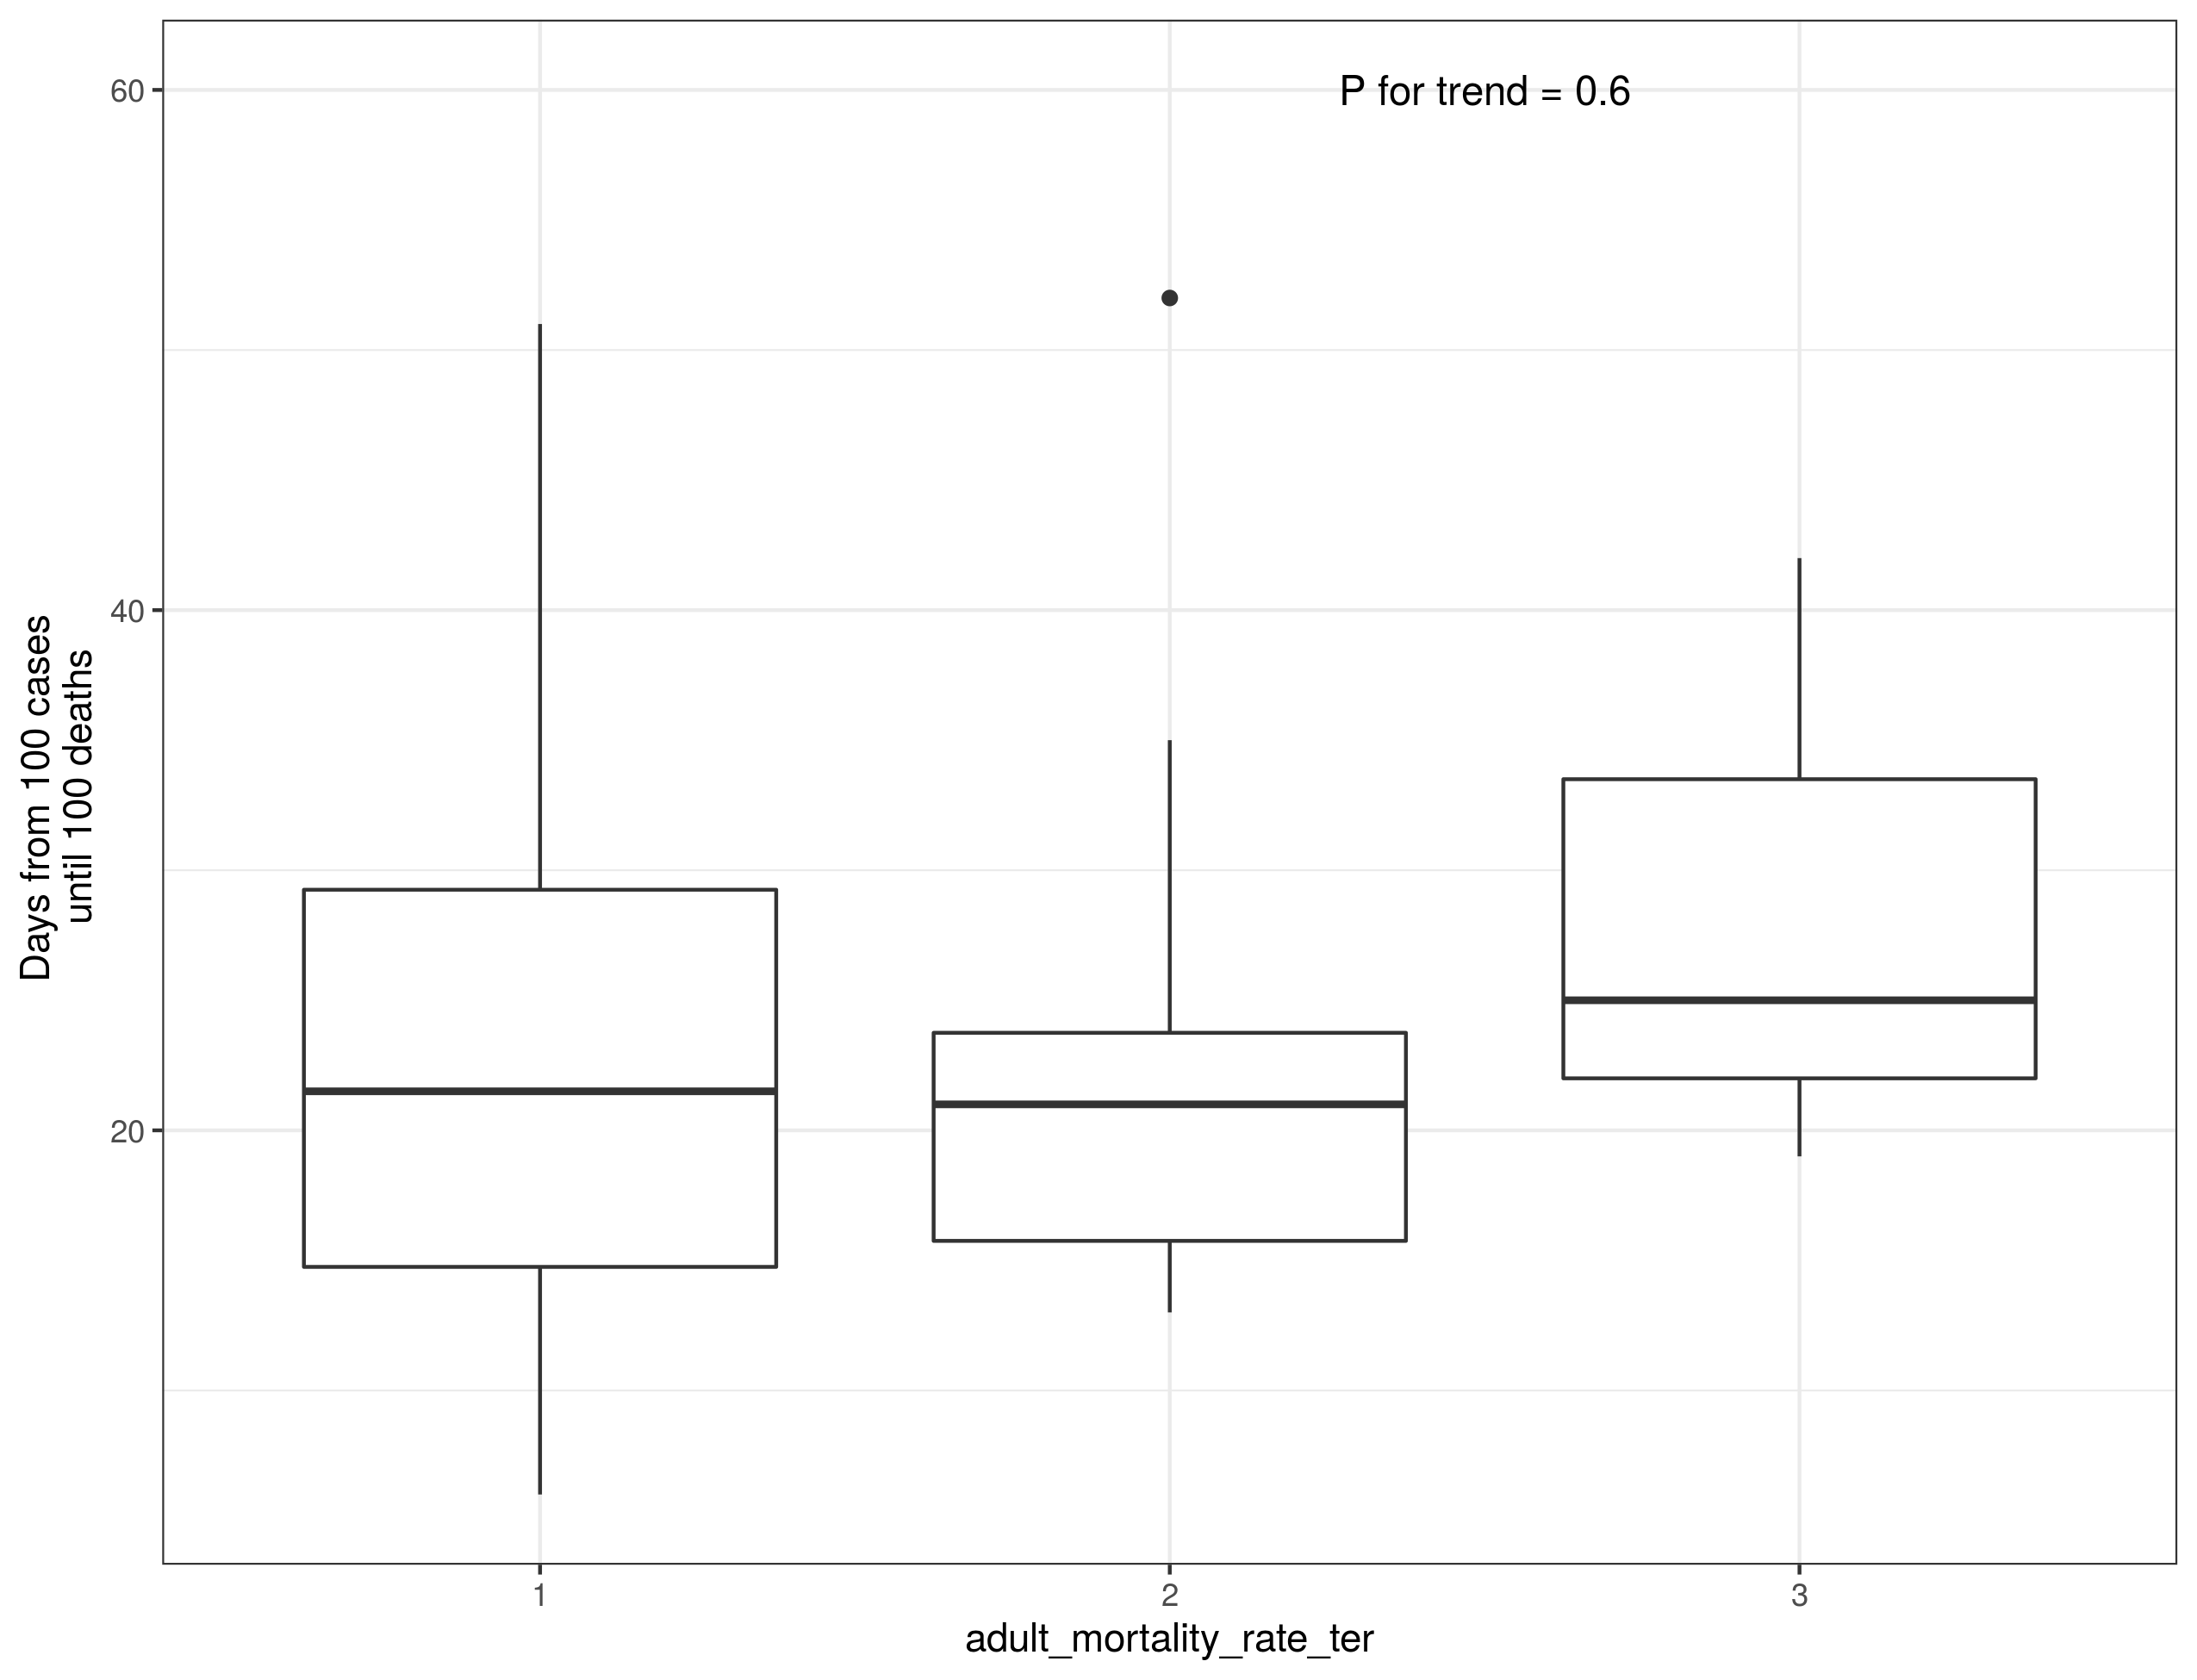 P for trend = 0.6
60
40
20
Days from 100 cases
until 100 deaths
1
2
3
adult_mortality_rate_ter